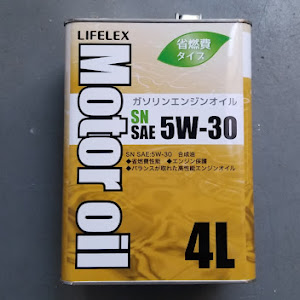 LIFELEX
Motor oil
省燃費
タイプ
ガソリンエンジンオイル
SN
SAE 5W-30
SN SAE:5W-30 合成油
●省燃費性能 ●エンジン保護
●バランスが取れた高性能エンジンオイル
4L